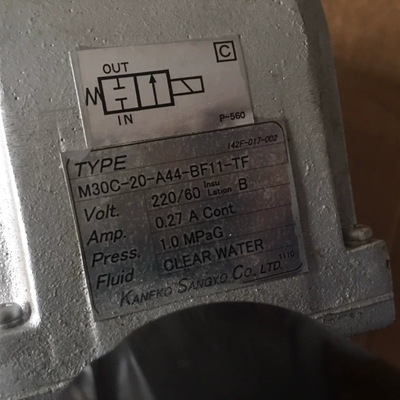 C
OUT
IN
P-560
142F-017-002
TYPE
M30C-20-A44-BF11-TF
Volt. 220/60 Insu Lation B
Amp. 0.27 A Cont
Press. 1.0 MPaG
Fluid CLEAR WATER
1110
KANEKO SANGYO CO., LTD.